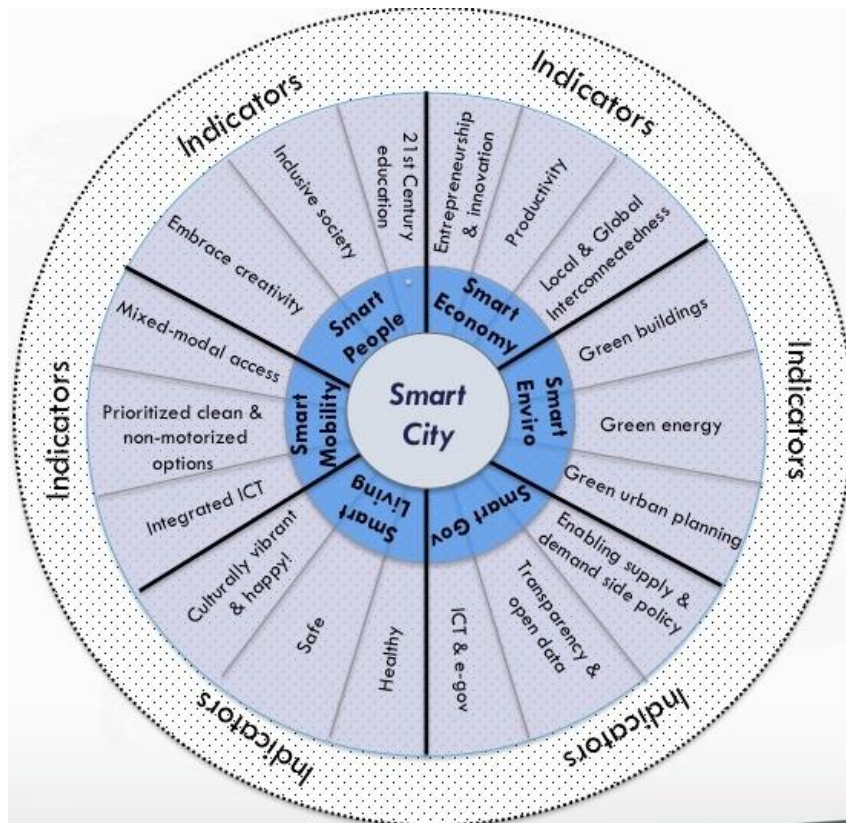 Smart
City
Smart
Economy
Smart
Enviro
Smart Gov
Smart
Living
Smart
Mobility
Smart
People
Entrepreneurship
& innovation
Productivity
Local & Global
Interconnectedness
Green buildings
Green energy
Green urban planning
Enabling supply &
demand side policy
Transparency &
open data
ICT & e-gov
Healthy
Safe
Culturally vibrant
& happy!
Integrated ICT
Prioritized clean &
non-motorized
options
Mixed-modal access
Embrace creativity
Inclusive society
21st Century
education
Indicators
Indicators
Indicators
Indicators
Indicators
Indicators